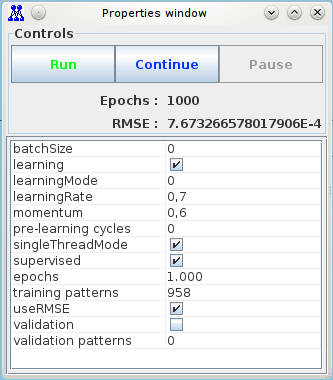 Properties window
Controls
Run Continue Pause
Epochs : 1000
RMSE : 7.673266578017906E-4
batchSize 0
learning
learningMode 0
learningRate 0,7
momentum 0,6
pre-learning cycles 0
singleThreadMode
supervised
epochs 1.000
training patterns 958
useRMSE
validation
validation patterns 0